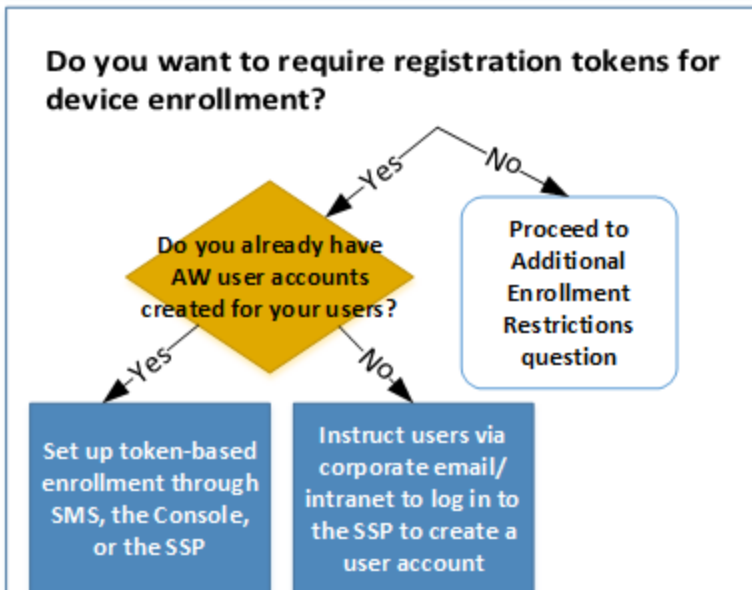 Do you want to require registration tokens for
device enrollment?
Yes
No
Do you already have
AW user accounts
created for your users?
Proceed to
Additional
Enrollment
Restrictions
question
Yes
No
Set up token-based
enrollment through
SMS, the Console,
or the SSP
Instruct users via
corporate email/
intranet to log in to
the SSP to create a
user account